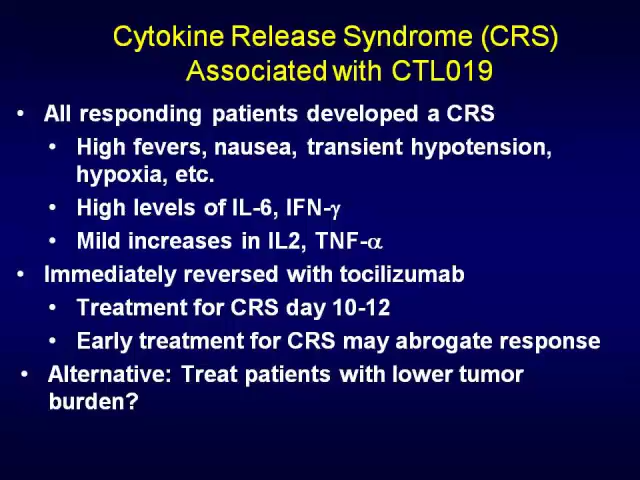 Cytokine Release Syndrome (CRS)
Associated with CTL019
• All responding patients developed a CRS
• High fevers, nausea, transient hypotension,
hypoxia, etc.
• High levels of IL-6, IFN-γ
• Mild increases in IL2, TNF-α
• Immediately reversed with tocilizumab
• Treatment for CRS day 10-12
• Early treatment for CRS may abrogate response
• Alternative: Treat patients with lower tumor
burden?